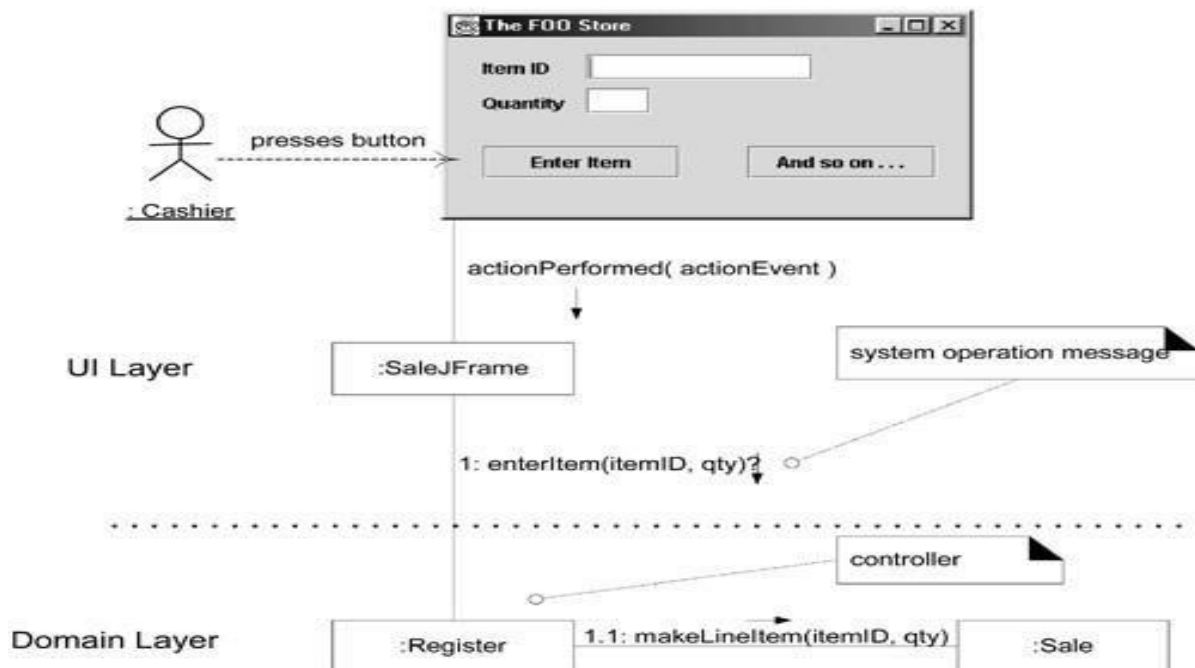 The FOO Store
Item ID
Quantity
presses button
Enter Item
And so on . . .
: Cashier
actionPerformed( actionEvent )
system operation message
UI Layer
:SaleJFrame
1: enterItem(itemID, qty)?
controller
Domain Layer
:Register
1.1: makeLineItem(itemID, qty)
:Sale